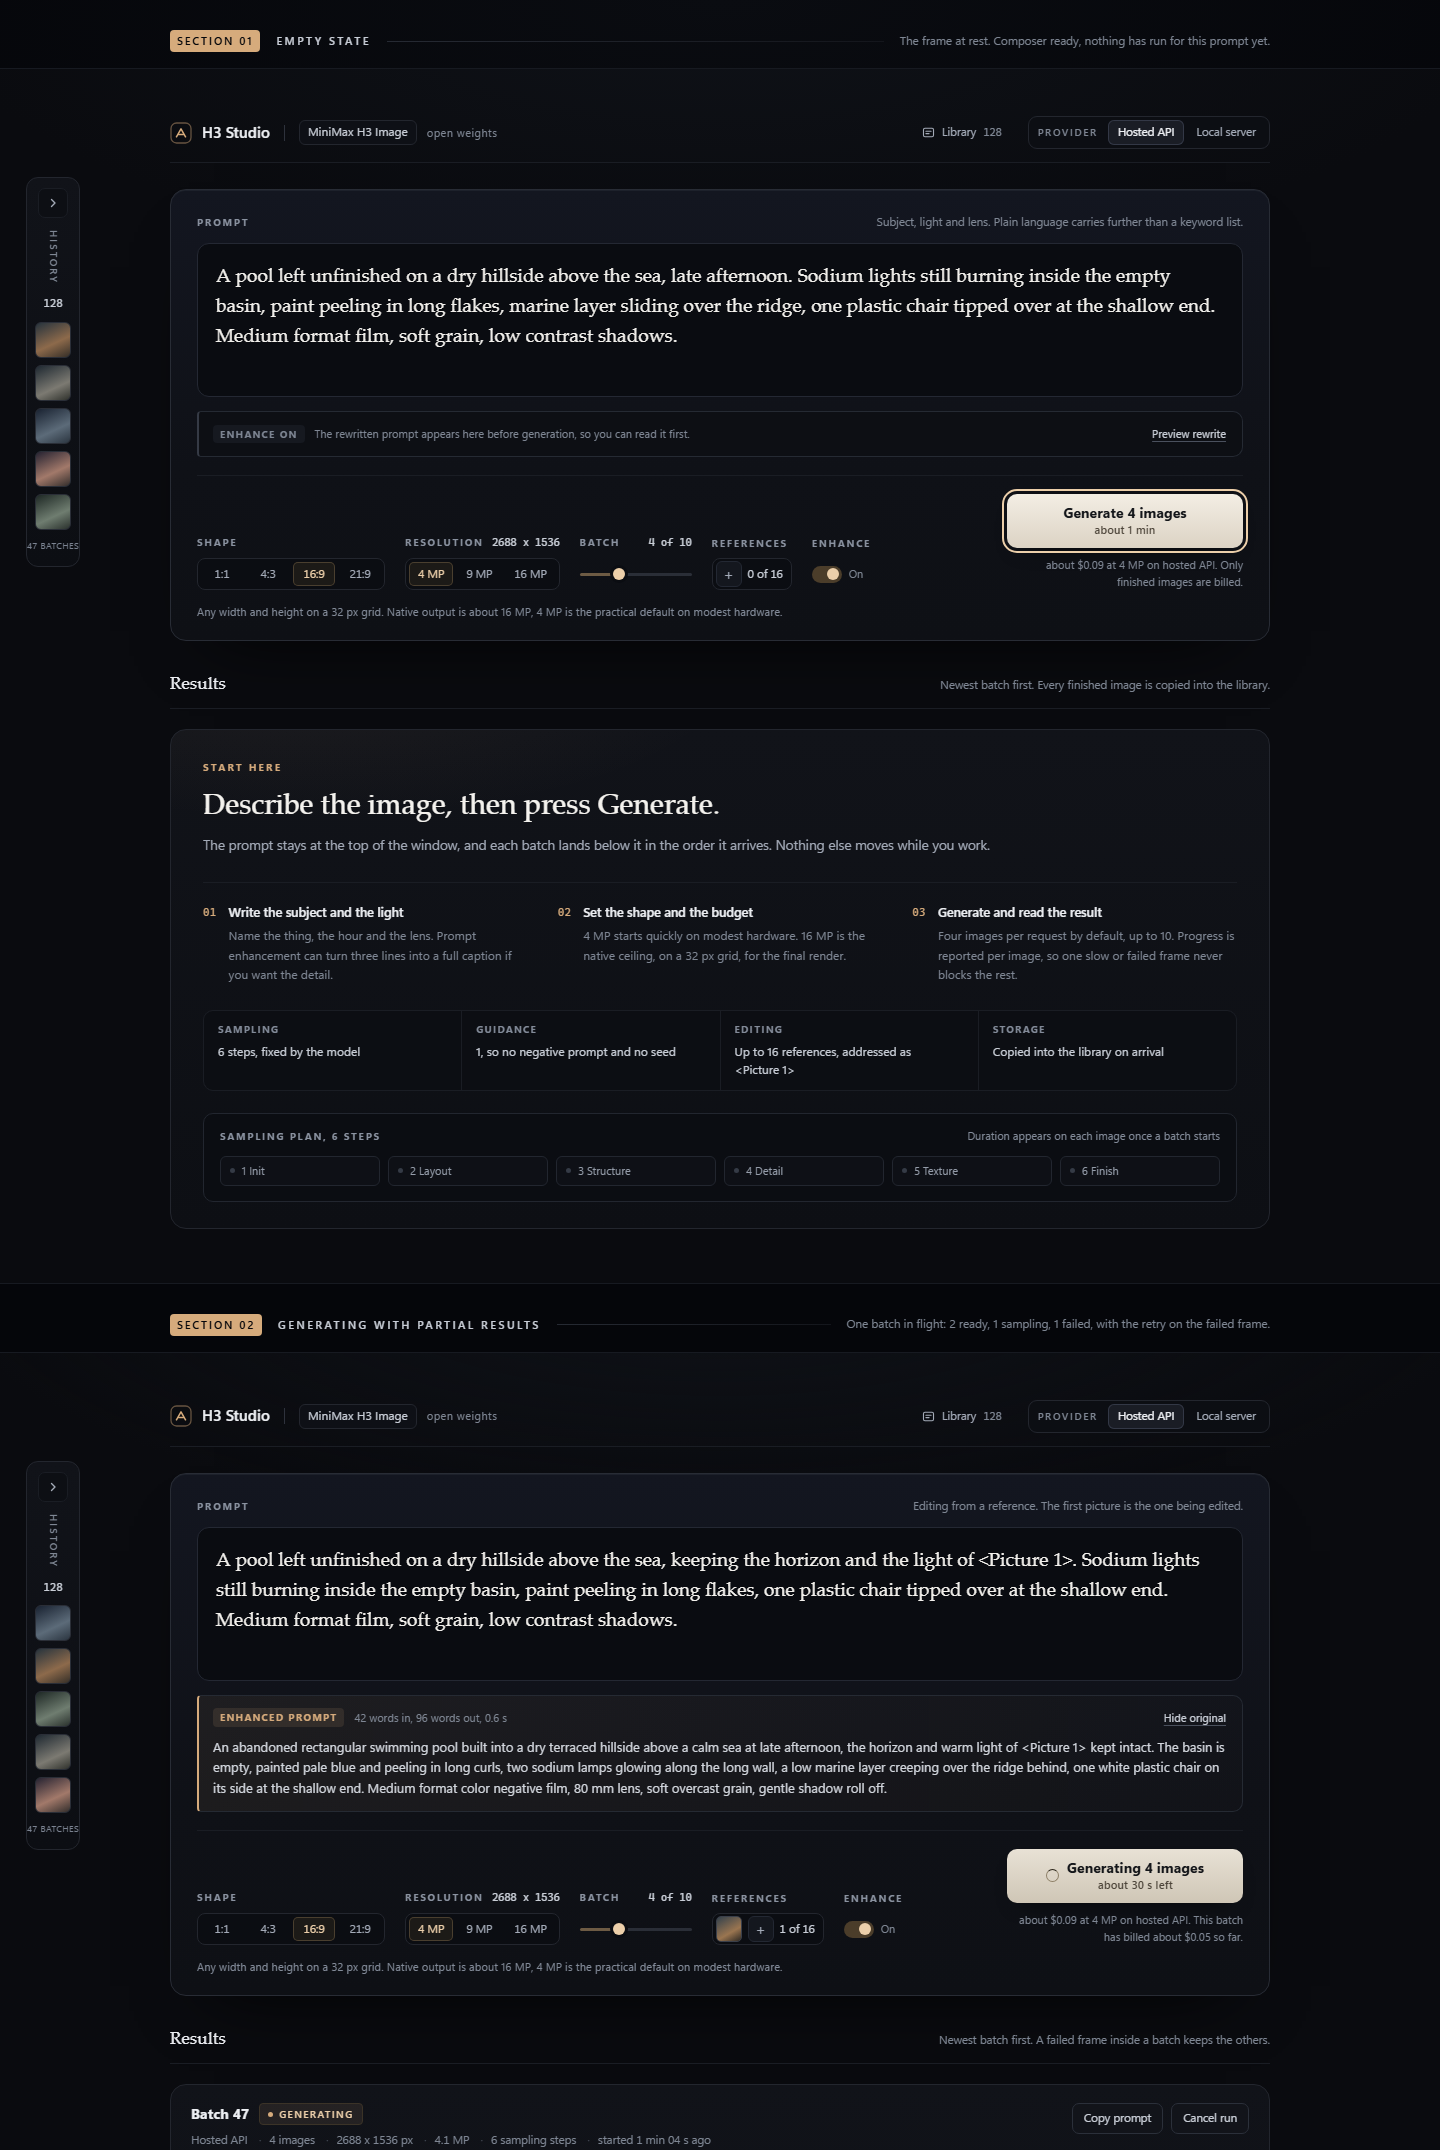 SECTION 01 EMPTY STATE The frame at rest. Composer ready, nothing has run for this prompt yet.
H3 Studio MiniMax H3 Image open weights Library 128 PROVIDER Hosted API Local server
HISTORY
128
47 BATCHES
PROMPT Subject, light and lens. Plain language carries further than a keyword list.
A pool left unfinished on a dry hillside above the sea, late afternoon. Sodium lights still burning inside the empty
basin, paint peeling in long flakes, marine layer sliding over the ridge, one plastic chair tipped over at the shallow end.
Medium format film, soft grain, low contrast shadows.
ENHANCE ON The rewritten prompt appears here before generation, so you can read it first. Preview rewrite
Generate 4 images
about 1 min
about $0.09 at 4 MP on hosted API. Only
finished images are billed.
SHAPE RESOLUTION 2688 x 1536 BATCH 4 of 10 REFERENCES ENHANCE
1:1 4:3 16:9 21:9 4 MP 9 MP 16 MP + 0 of 16 On
Any width and height on a 32 px grid. Native output is about 16 MP, 4 MP is the practical default on modest hardware.
Results Newest batch first. Every finished image is copied into the library.
START HERE
Describe the image, then press Generate.
The prompt stays at the top of the window, and each batch lands below it in the order it arrives. Nothing else moves while you work.
01 Write the subject and the light
Name the thing, the hour and the lens. Prompt
enhancement can turn three lines into a full caption if
you want the detail.
02 Set the shape and the budget
4 MP starts quickly on modest hardware. 16 MP is the
native ceiling, on a 32 px grid, for the final render.
03 Generate and read the result
Four images per request by default, up to 10. Progress is
reported per image, so one slow or failed frame never
blocks the rest.
SAMPLING
6 steps, fixed by the model
GUIDANCE
1, so no negative prompt and no seed
EDITING
Up to 16 references, addressed as
<Picture 1>
STORAGE
Copied into the library on arrival
SAMPLING PLAN, 6 STEPS Duration appears on each image once a batch starts
1 Init 2 Layout 3 Structure 4 Detail 5 Texture 6 Finish
SECTION 02 GENERATING WITH PARTIAL RESULTS One batch in flight: 2 ready, 1 sampling, 1 failed, with the retry on the failed frame.
H3 Studio MiniMax H3 Image open weights Library 128 PROVIDER Hosted API Local server
HISTORY
128
47 BATCHES
PROMPT Editing from a reference. The first picture is the one being edited.
A pool left unfinished on a dry hillside above the sea, keeping the horizon and the light of <Picture 1>. Sodium lights
still burning inside the empty basin, paint peeling in long flakes, one plastic chair tipped over at the shallow end.
Medium format film, soft grain, low contrast shadows.
ENHANCED PROMPT 42 words in, 96 words out, 0.6 s Hide original
An abandoned rectangular swimming pool built into a dry terraced hillside above a calm sea at late afternoon, the horizon and warm light of <Picture 1> kept intact. The basin is
empty, painted pale blue and peeling in long curls, two sodium lamps glowing along the long wall, a low marine layer creeping over the ridge behind, one white plastic chair on
its side at the shallow end. Medium format color negative film, 80 mm lens, soft overcast grain, gentle shadow roll off.
Generating 4 images
about 30 s left
about $0.09 at 4 MP on hosted API. This batch
has billed about $0.05 so far.
SHAPE RESOLUTION 2688 x 1536 BATCH 4 of 10 REFERENCES ENHANCE
1:1 4:3 16:9 21:9 4 MP 9 MP 16 MP + 1 of 16 On
Any width and height on a 32 px grid. Native output is about 16 MP, 4 MP is the practical default on modest hardware.
Results Newest batch first. A failed frame inside a batch keeps the others.
Batch 47 GENERATING Copy prompt Cancel run
Hosted API · 4 images · 2688 x 1536 px · 4.1 MP · 6 sampling steps · started 1 min 04 s ago